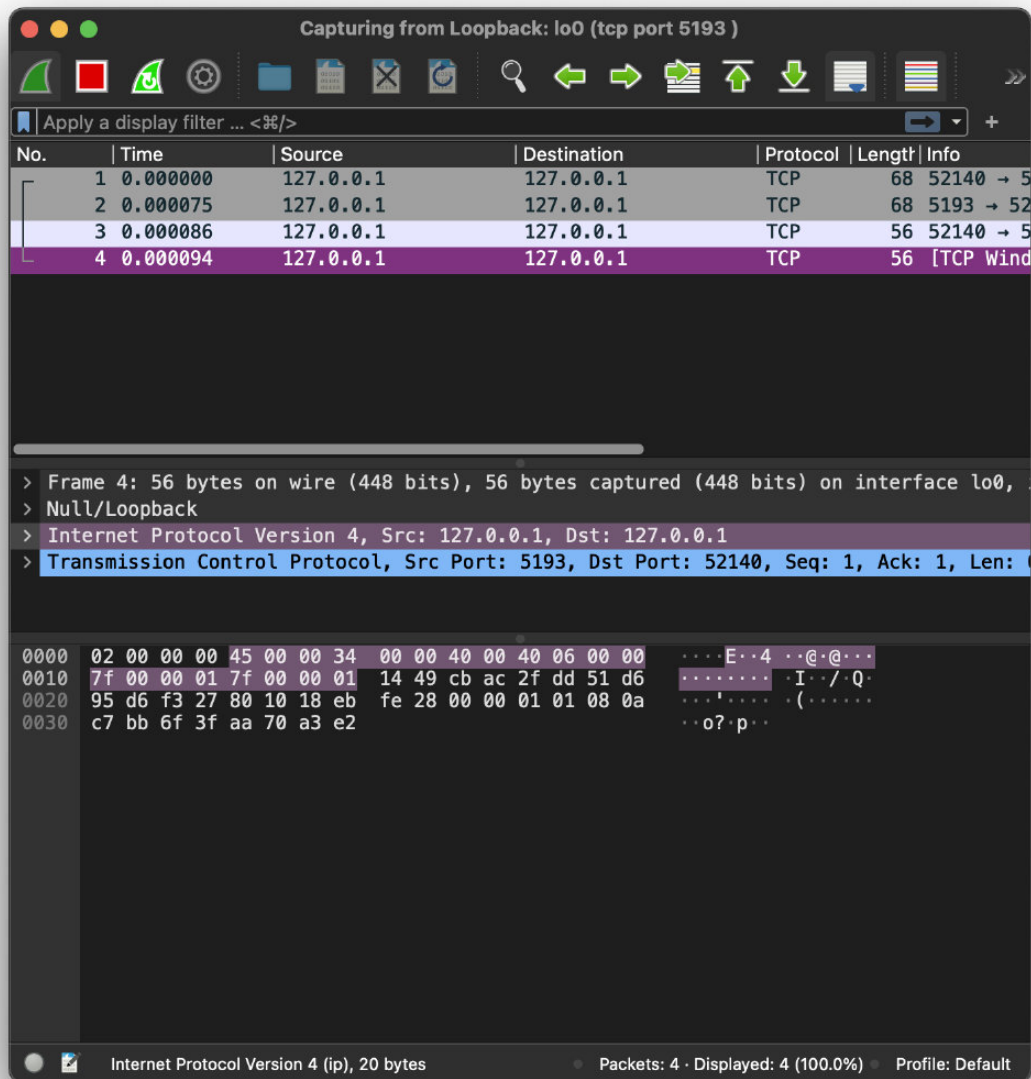 Capturing from Loopback: lo0 (tcp port 5193 )
Apply a display filter ... <⌘/>
No. Time Source Destination Protocol Length Info
1 0.000000 127.0.0.1 127.0.0.1 TCP 68 52140 → 5
2 0.000075 127.0.0.1 127.0.0.1 TCP 68 5193 → 52
3 0.000086 127.0.0.1 127.0.0.1 TCP 56 52140 → 5
4 0.000094 127.0.0.1 127.0.0.1 TCP 56 [TCP Wind
> Frame 4: 56 bytes on wire (448 bits), 56 bytes captured (448 bits) on interface lo0,
> Null/Loopback
> Internet Protocol Version 4, Src: 127.0.0.1, Dst: 127.0.0.1
> Transmission Control Protocol, Src Port: 5193, Dst Port: 52140, Seq: 1, Ack: 1, Len:
0000 02 00 00 00 45 00 00 34 00 00 40 00 40 06 00 00 ····E··4 ··@·@···
0010 7f 00 00 01 7f 00 00 01 14 49 cb ac 2f dd 51 d6 ········ ·I··/·Q·
0020 95 d6 f3 27 80 10 18 eb fe 28 00 00 01 01 08 0a ···'···· ·(······
0030 c7 bb 6f 3f aa 70 a3 e2 ··o?·p··
Internet Protocol Version 4 (ip), 20 bytes Packets: 4 · Displayed: 4 (100.0%) Profile: Default